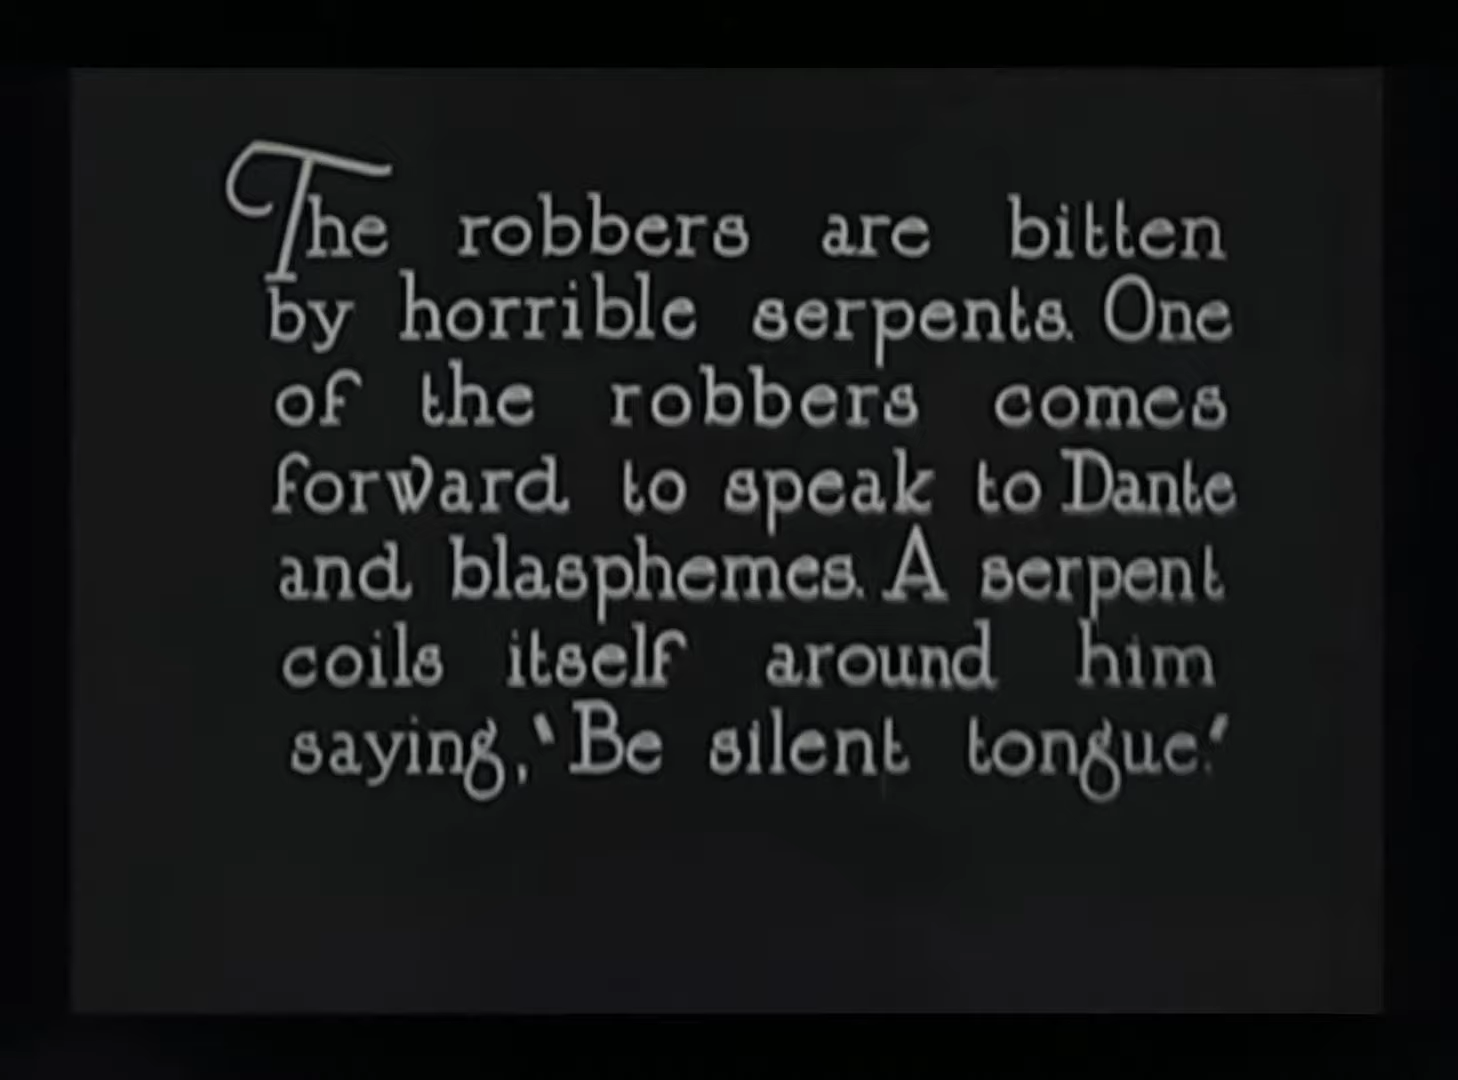 The robbers are bitten
by horrible serpents. One
of the robbers comes
forward to speak to Dante
and blasphemes. A serpent
coils itself around him
saying, 'Be silent tongue.'